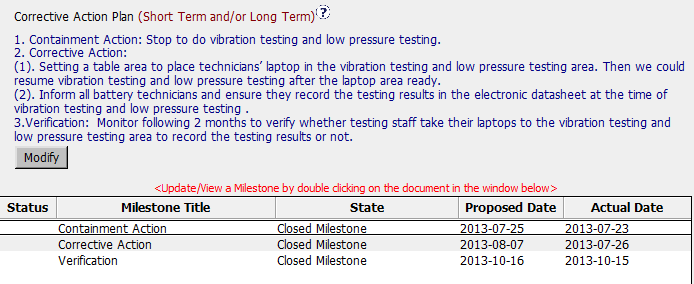 Corrective Action Plan (Short Term and/or Long Term) ?
1. Containment Action: Stop to do vibration testing and low pressure testing.
2. Corrective Action:
(1). Setting a table area to place technicians’ laptop in the vibration testing and low pressure testing area. Then we could
resume vibration testing and low pressure testing after the laptop area ready.
(2). Inform all battery technicians and ensure they record the testing results in the electronic datasheet at the time of
vibration testing and low pressure testing .
3.Verification: Monitor following 2 months to verify whether testing staff take their laptops to the vibration testing and
low pressure testing area to record the testing results or not.
Modify
<Update/View a Milestone by double clicking on the document in the window below>
Status Milestone Title State Proposed Date Actual Date
Containment Action Closed Milestone 2013-07-25 2013-07-23
Corrective Action Closed Milestone 2013-08-07 2013-07-26
Verification Closed Milestone 2013-10-16 2013-10-15